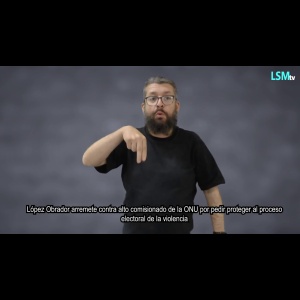 LSMtv
López Obrador arremete contra alto comisionado de la ONU por pedir proteger al proceso
electoral de la violencia